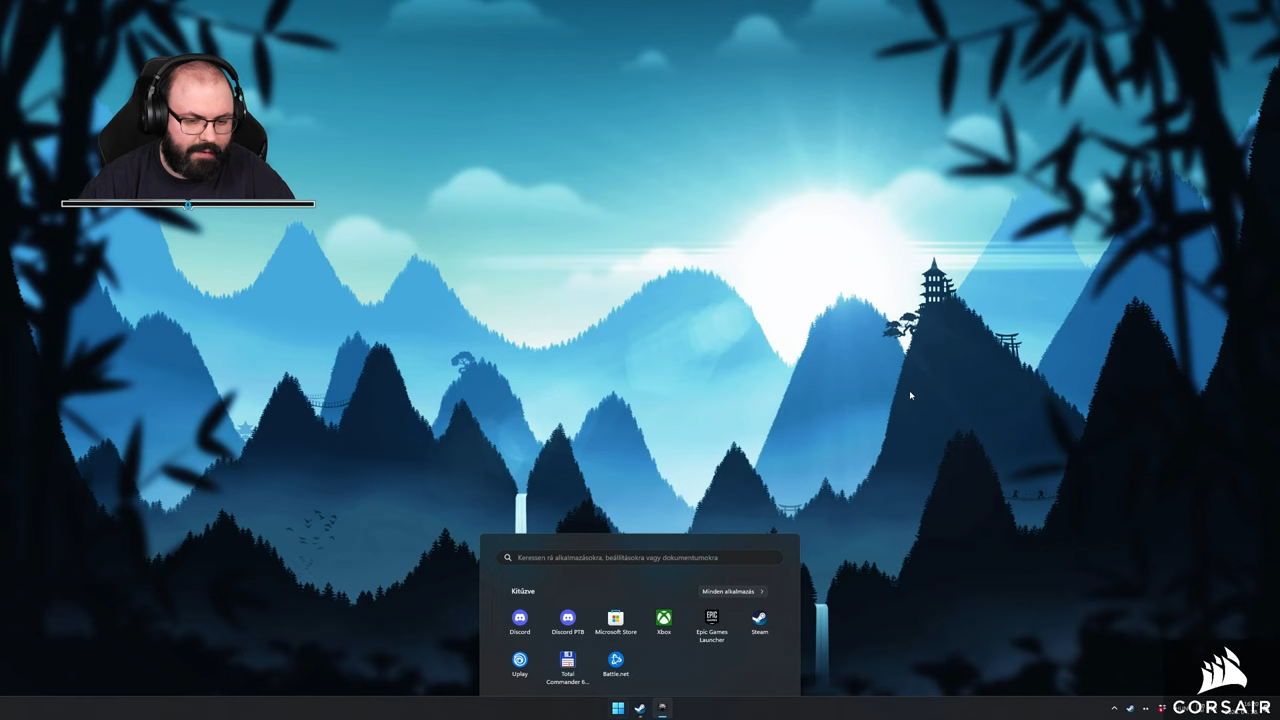 Keressen rá alkalmazásokra, beállításokra vagy dokumentumokra
Kitűzve
Minden alkalmazás
Discord
Discord PTB
Microsoft Store
Xbox
Epic Games
Launcher
Steam
Uplay
Total
Commander 6...
Battle.net
EPIC
CORSAIR